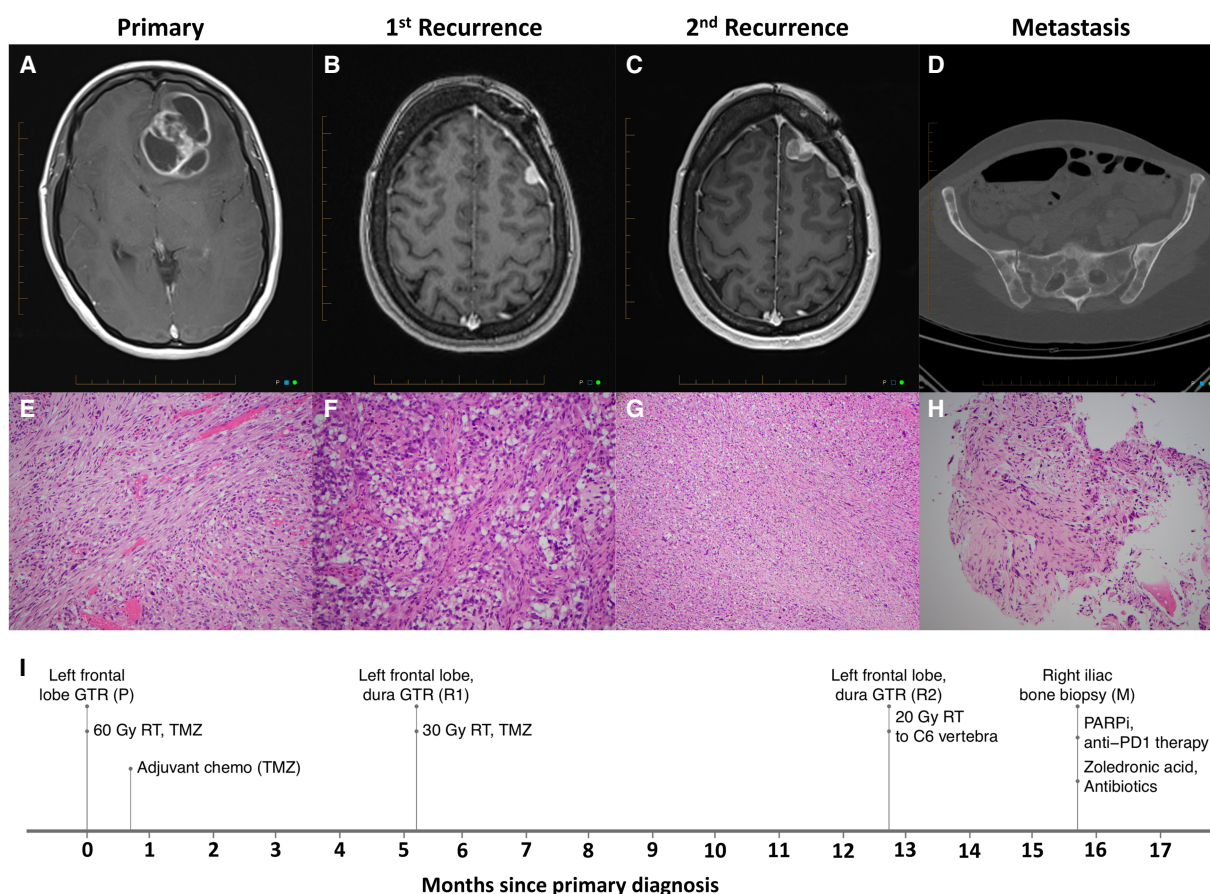 Primary
1st Recurrence
2nd Recurrence
Metastasis
A
B
C
D
P
P
P
P
E
F
G
H
I
Left frontal
lobe GTR (P)
60 Gy RT, TMZ
Adjuvant chemo (TMZ)
Left frontal lobe,
dura GTR (R1)
30 Gy RT, TMZ
Left frontal lobe,
dura GTR (R2)
20 Gy RT
to C6 vertebra
Right iliac
bone biopsy (M)
PARPi,
anti–PD1 therapy
Zoledronic acid,
Antibiotics
0 1 2 3 4 5 6 7 8 9 10 11 12 13 14 15 16 17
Months since primary diagnosis